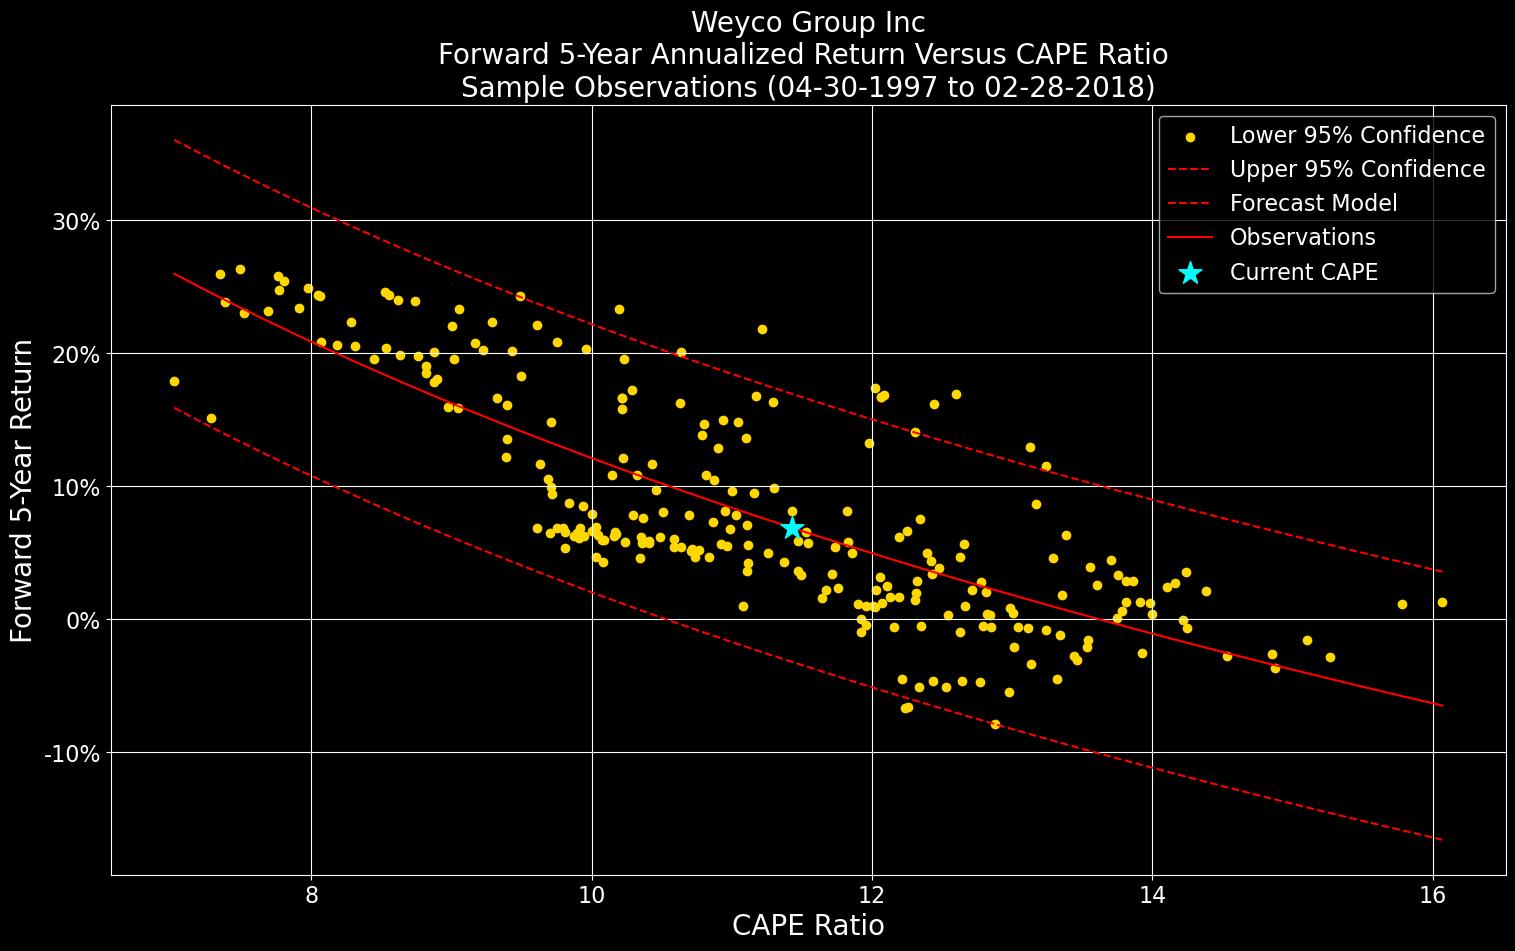 Weyco Group Inc
Forward 5-Year Annualized Return Versus CAPE Ratio
Sample Observations (04-30-1997 to 02-28-2018)
Lower 95% Confidence
Upper 95% Confidence
Forecast Model
Observations
Current CAPE
Forward 5-Year Return
30%
20%
10%
0%
-10%
8
10
12
14
16
CAPE Ratio